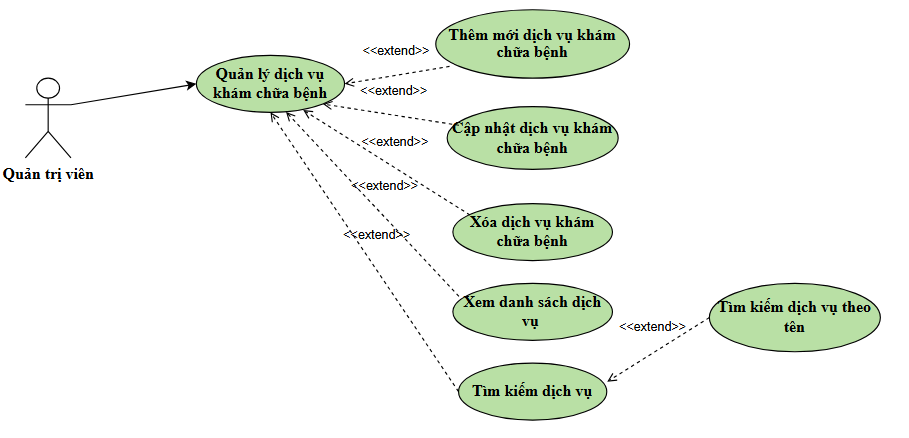 Thêm mới dịch vụ khám
chữa bệnh
<<extend>>
Quản lý dịch vụ
khám chữa bệnh
<<extend>>
Cập nhật dịch vụ khám
chữa bệnh
<<extend>>
Quản trị viên
<<extend>>
Xóa dịch vụ khám
chữa bệnh
<<extend>>
Xem danh sách dịch
vụ
Tìm kiếm dịch vụ theo
tên
<<extend>>
Tìm kiếm dịch vụ